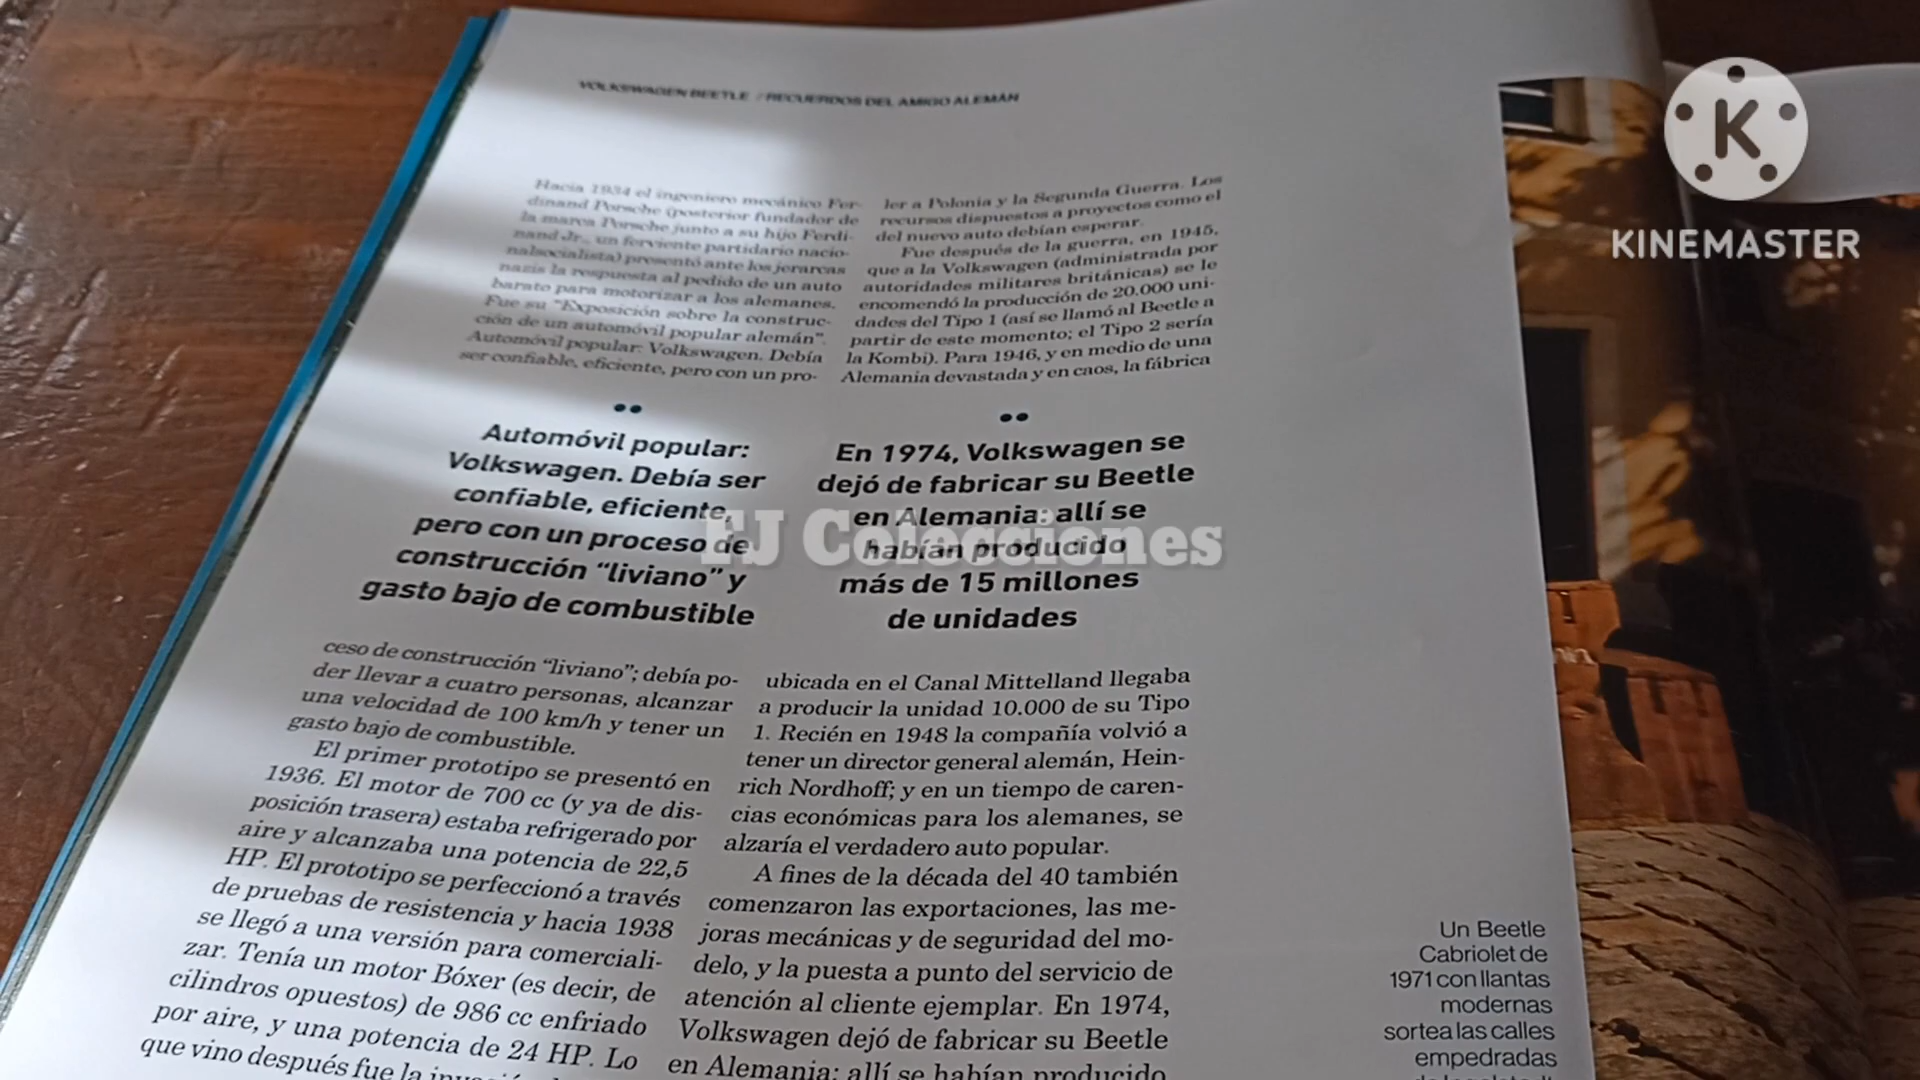 VOLKSWAGEN BEETLE / RECUERDOS DEL AMIGO ALEMÁN
Hacia 1934 el ingeniero mecánico Fer-
dinand Porsche (posterior fundador de
la marca Porsche junto a su hijo Ferdi-
nand Jr., un ferviente partidario nacio-
nalsocialista) presentó ante los jerarcas
nazis la respuesta al pedido de un auto
barato para motorizar a los alemanes.
Fue su "Exposición sobre la construc-
ción de un automóvil popular alemán".
Automóvil popular: Volkswagen. Debía
ser confiable, eficiente, pero con un pro-
Automóvil popular:
Volkswagen. Debía ser
confiable, eficiente,
pero con un proceso de
construcción “liviano” y
gasto bajo de combustible
ceso de construcción “liviano”; debía po-
der llevar a cuatro personas, alcanzar
una velocidad de 100 km/h y tener un
gasto bajo de combustible.
El primer prototipo se presentó en
1936. El motor de 700 cc (y ya de dis-
posición trasera) estaba refrigerado por
aire y alcanzaba una potencia de 22,5
HP. El prototipo se perfeccionó a través
de pruebas de resistencia y hacia 1938
se llegó a una versión para comerciali-
zar. Tenía un motor Bóxer (es decir, de
cilindros opuestos) de 986 cc enfriado
por aire, y una potencia de 24 HP. Lo
que vino después fue la
ler a Polonia y la Segunda Guerra. Los
recursos dispuestos a proyectos como el
del nuevo auto debían esperar.
Fue después de la guerra, en 1945,
que a la Volkswagen (administrada por
autoridades militares británicas) se le
encomendó la producción de 20.000 uni-
dades del Tipo 1 (así se llamó al Beetle a
partir de este momento; el Tipo 2 sería
la Kombi). Para 1946, y en medio de una
Alemania devastada y en caos, la fábrica
En 1974, Volkswagen se
dejó de fabricar su Beetle
en Alemania: allí se
habían producido
más de 15 millones
de unidades
ubicada en el Canal Mittelland llegaba
a producir la unidad 10.000 de su Tipo
1. Recién en 1948 la compañía volvió a
tener un director general alemán, Hein-
rich Nordhoff; y en un tiempo de caren-
cias económicas para los alemanes, se
alzaría el verdadero auto popular.
A fines de la década del 40 también
comenzaron las exportaciones, las me-
joras mecánicas y de seguridad del mo-
delo, y la puesta a punto del servicio de
atención al cliente ejemplar. En 1974,
Volkswagen dejó de fabricar su Beetle
en Alemania: allí se habían producido
Un Beetle
Cabriolet de
1971 con llantas
modernas
sortea las calles
empedradas
FJ Colecciones
K
KINEMASTER